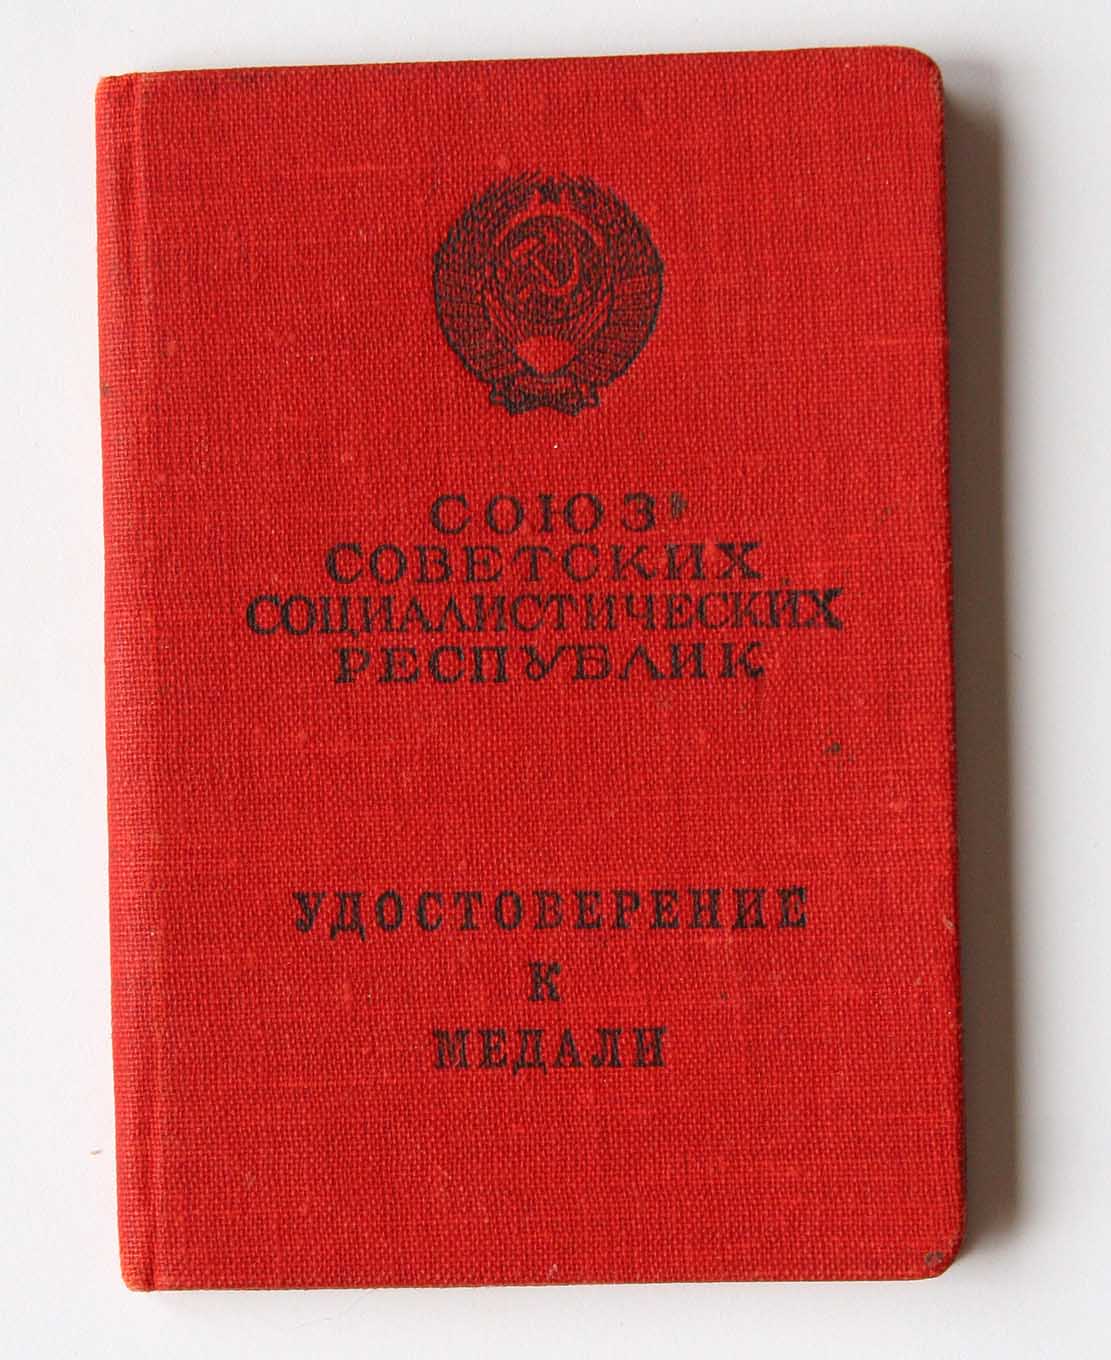 СОЮЗ
СОВЕТСКИХ
СОЦИАЛИСТИЧЕСКИХ
РЕСПУБЛИК
УДОСТОВЕРЕНИЕ
К
МЕДАЛИ